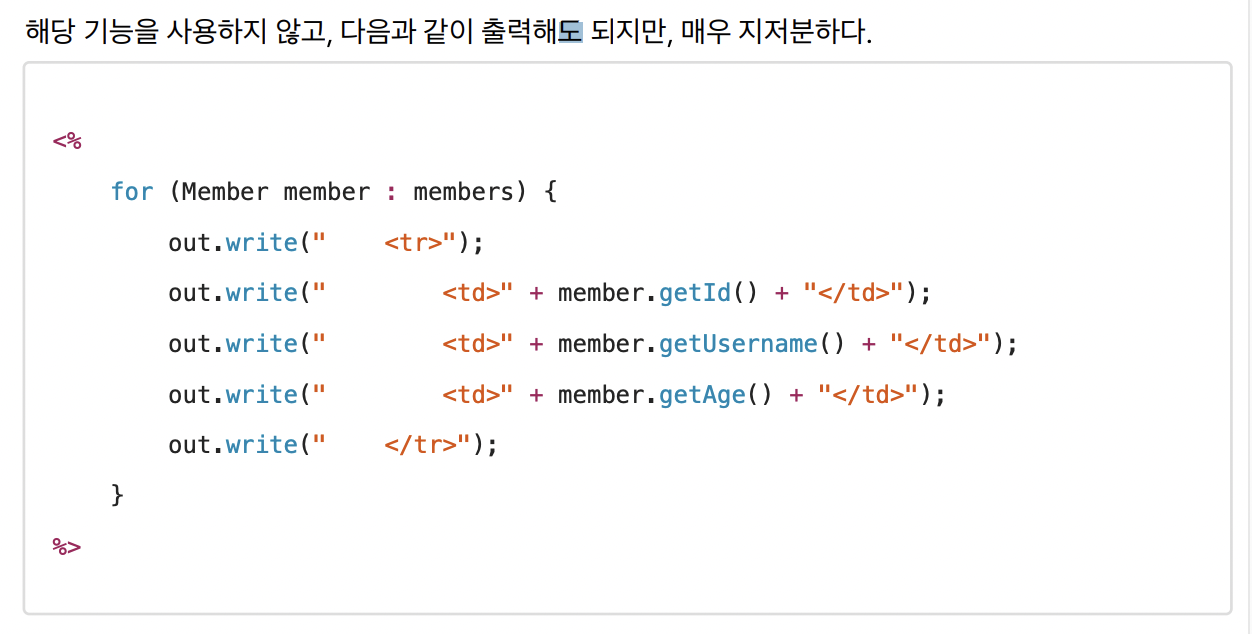 해당 기능을 사용하지 않고, 다음과 같이 출력해도 되지만, 매우 지저분하다.
<%
    for (Member member : members) {
        out.write("    <tr>");
        out.write("        <td>" + member.getId() + "</td>");
        out.write("        <td>" + member.getUsername() + "</td>");
        out.write("        <td>" + member.getAge() + "</td>");
        out.write("    </tr>");
    }
%>